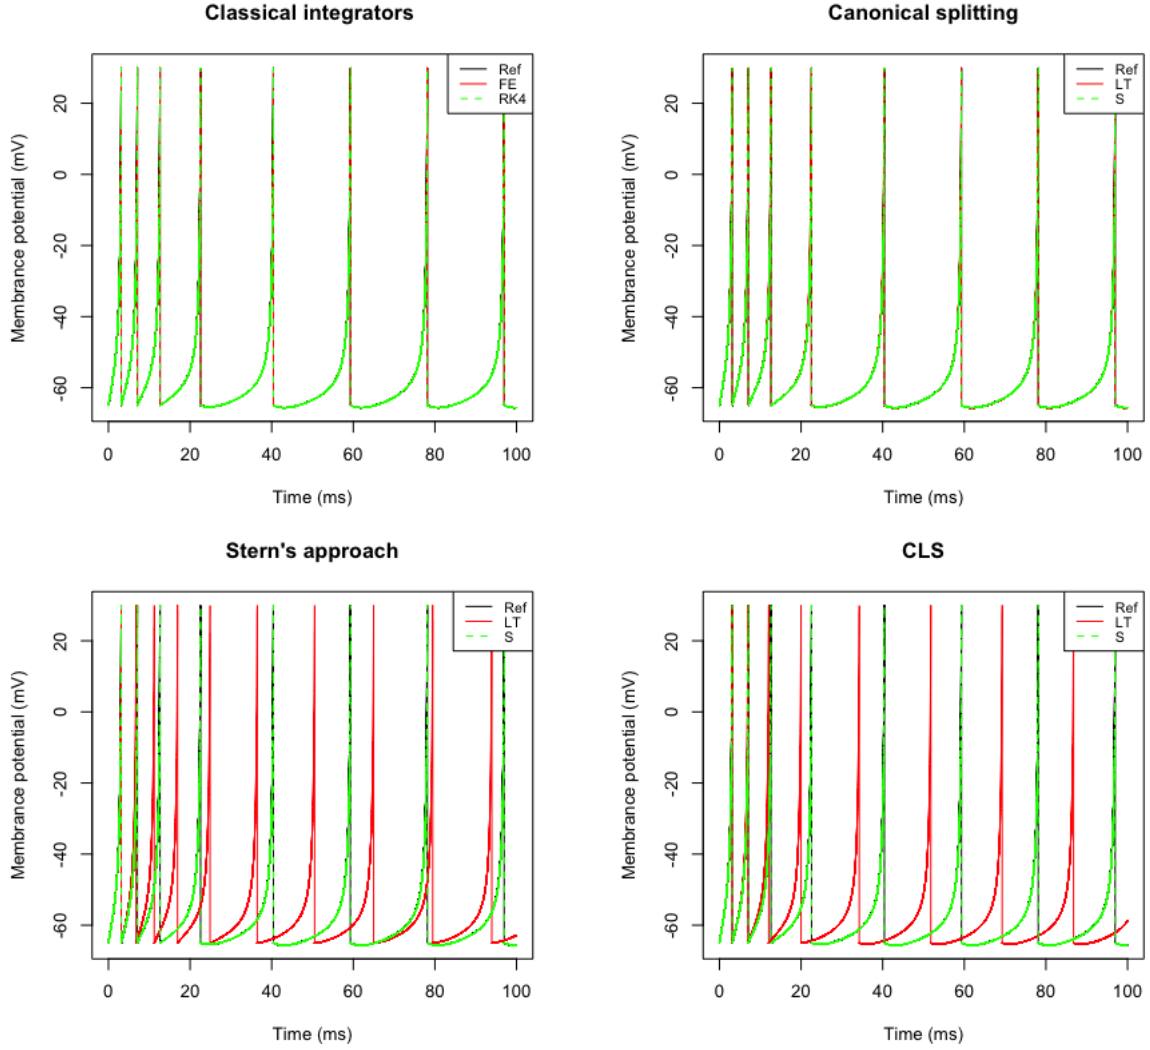 Classical integrators
Membrance potential (mV)
20
0
-20
-40
-60
Ref
FE
RK4
0 20 40 60 80 100
Time (ms)
Canonical splitting
Membrance potential (mV)
20
0
-20
-40
-60
Ref
LT
S
0 20 40 60 80 100
Time (ms)
Stern's approach
Membrance potential (mV)
20
0
-20
-40
-60
Ref
LT
S
0 20 40 60 80 100
Time (ms)
CLS
Membrance potential (mV)
20
0
-20
-40
-60
Ref
LT
S
0 20 40 60 80 100
Time (ms)